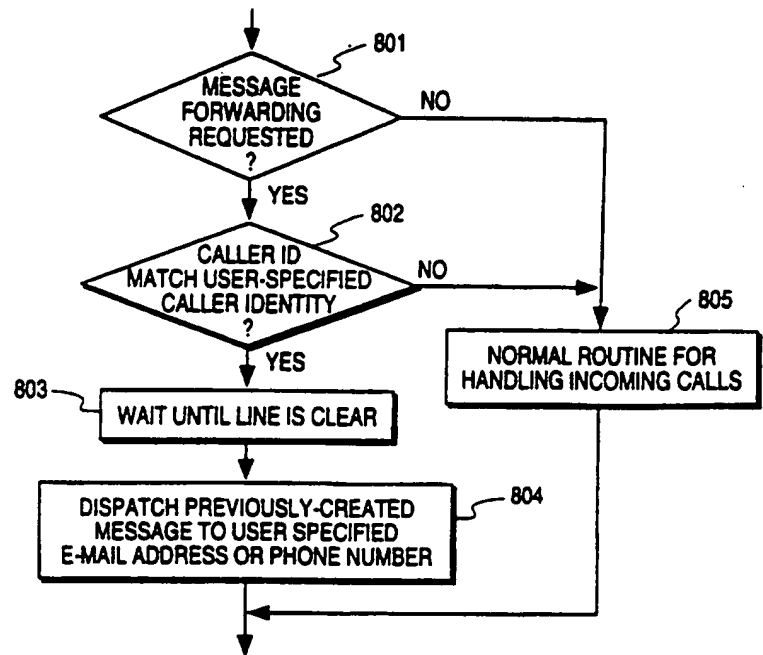 801
MESSAGE
FORWARDING
REQUESTED
?
NO
YES
802
CALLER ID
MATCH USER-SPECIFIED
CALLER IDENTITY
?
NO
YES
805
NORMAL ROUTINE FOR
HANDLING INCOMING CALLS
803
WAIT UNTIL LINE IS CLEAR
804
DISPATCH PREVIOUSLY-CREATED
MESSAGE TO USER SPECIFIED
E-MAIL ADDRESS OR PHONE NUMBER